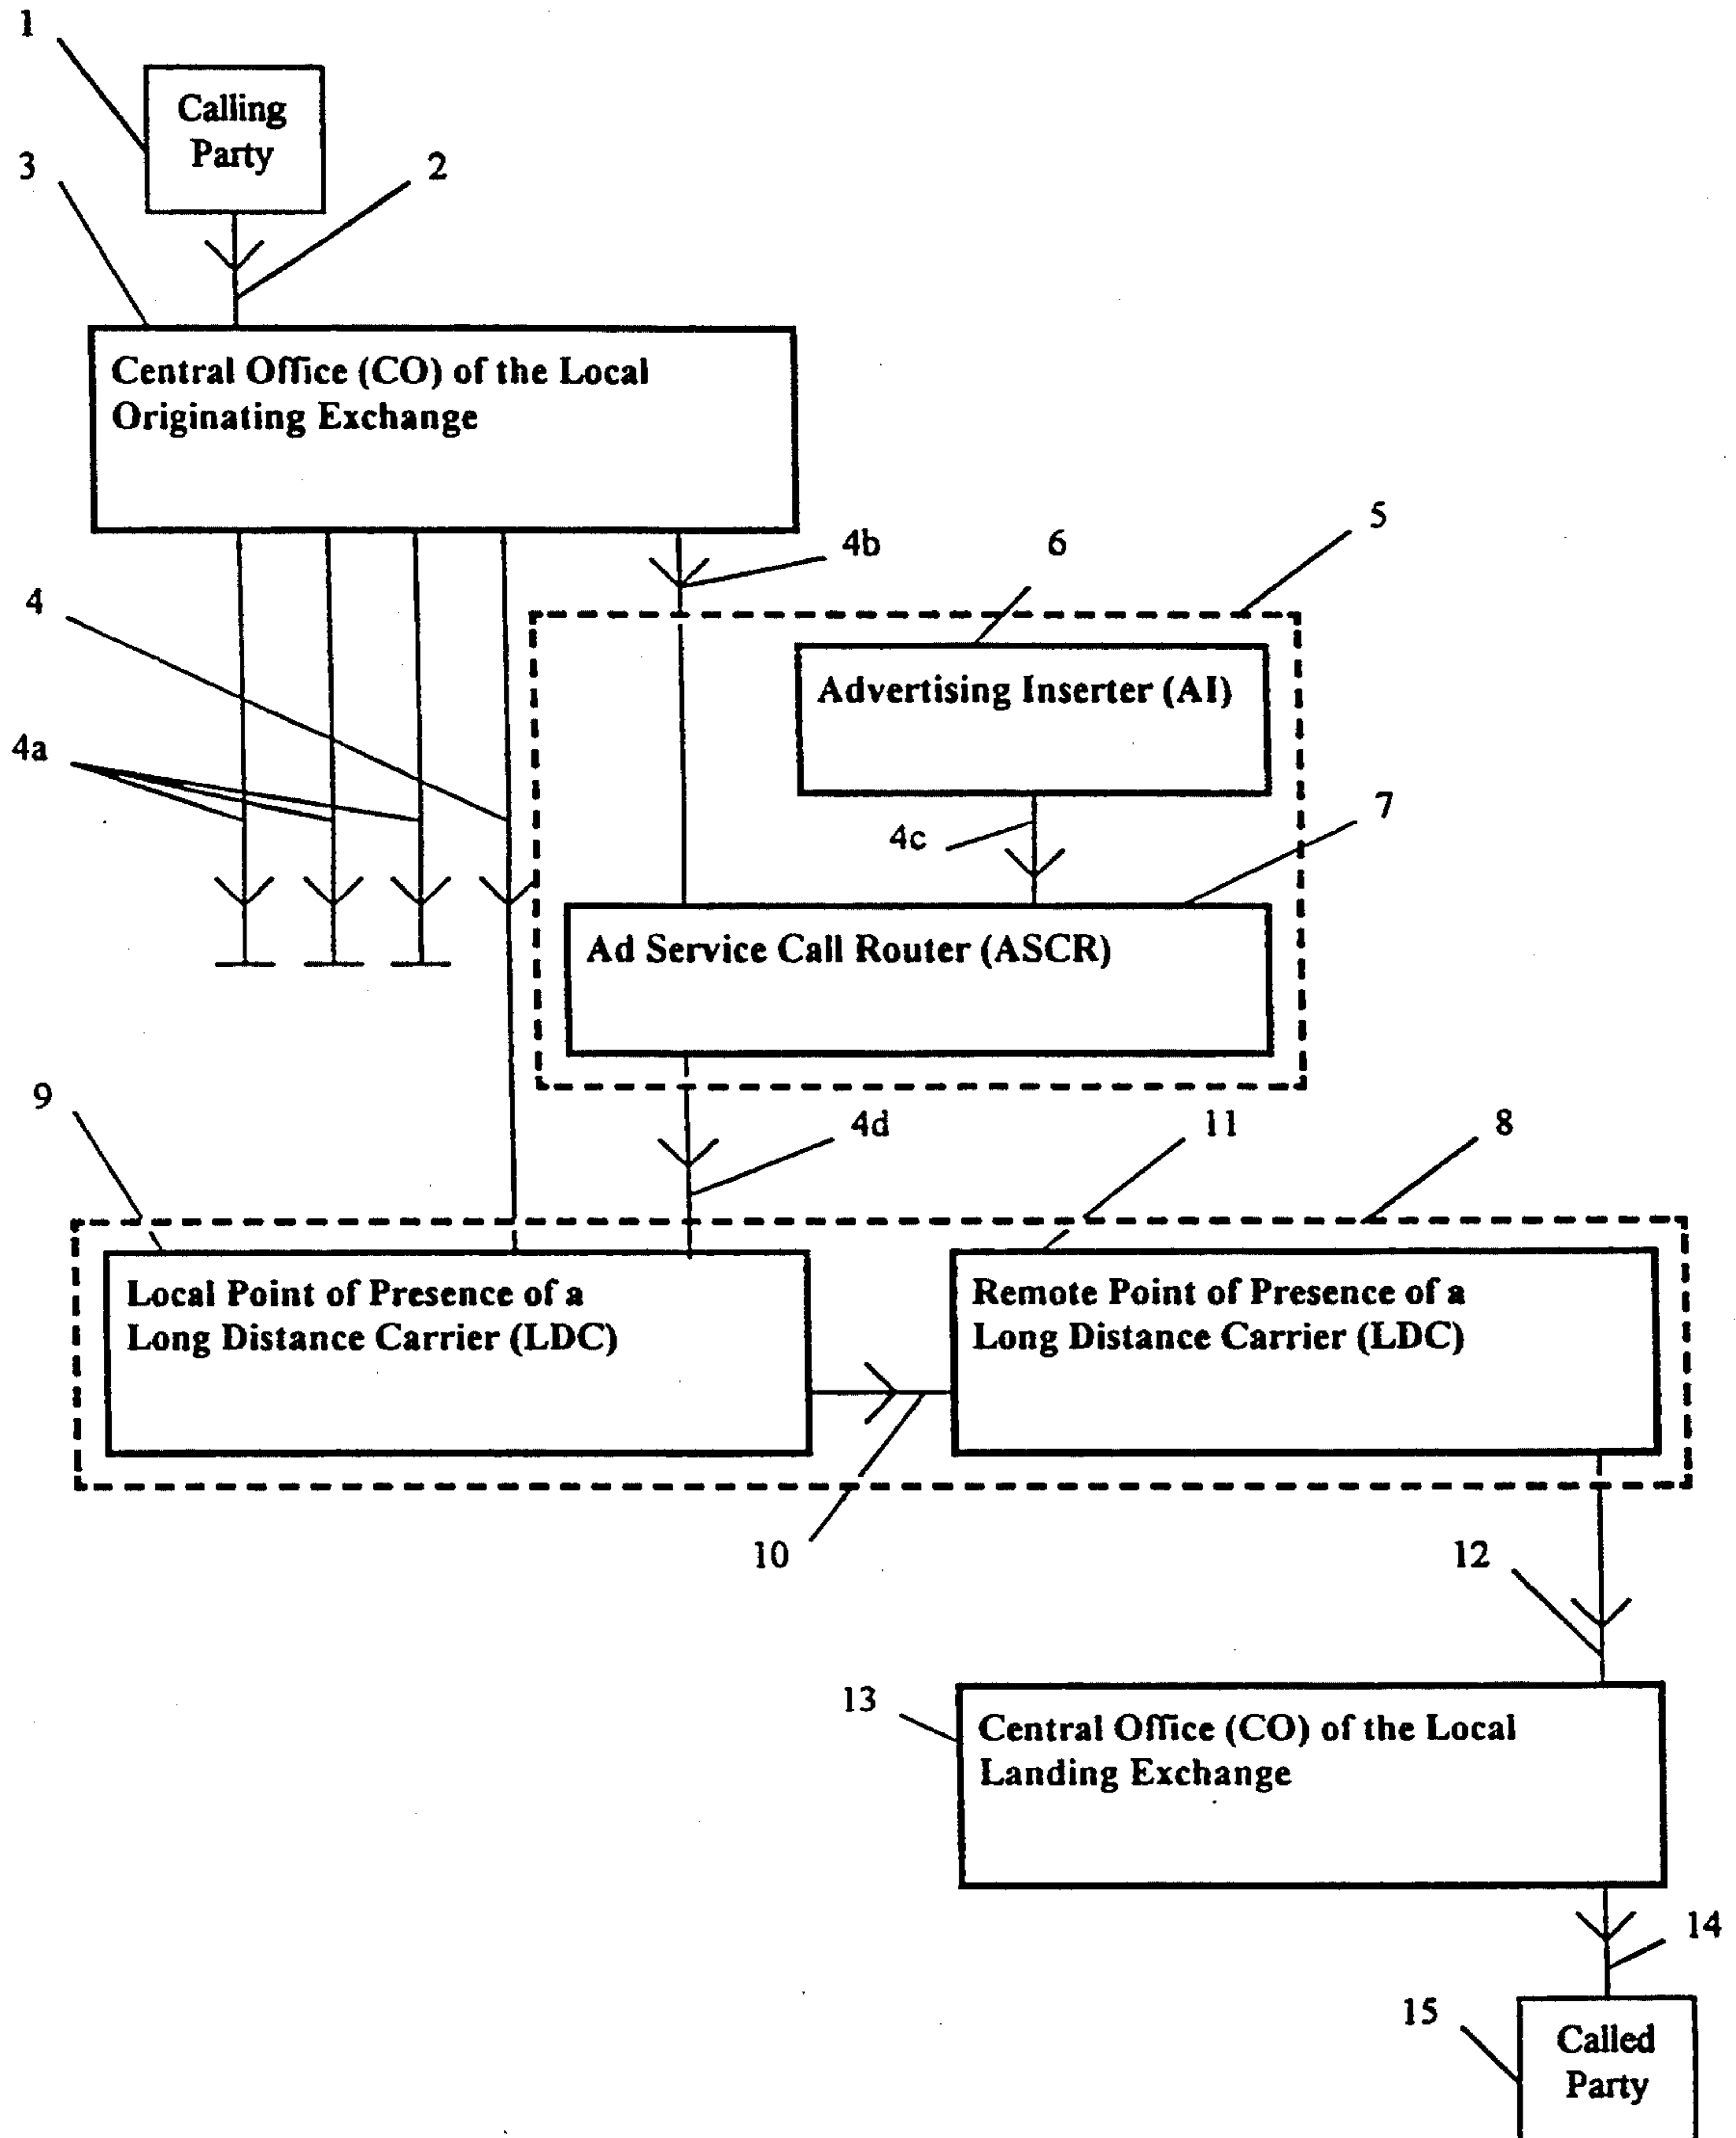 1
Calling
Party
3
2
Central Office (CO) of the Local
Originating Exchange
5
4b
6
4
Advertising Inserter (AI)
4a
7
4c
Ad Service Call Router (ASCR)
9
4d
11
8
Local Point of Presence of a
Long Distance Carrier (LDC)
Remote Point of Presence of a
Long Distance Carrier (LDC)
10
12
13
Central Office (CO) of the Local
Landing Exchange
14
15
Called
Party